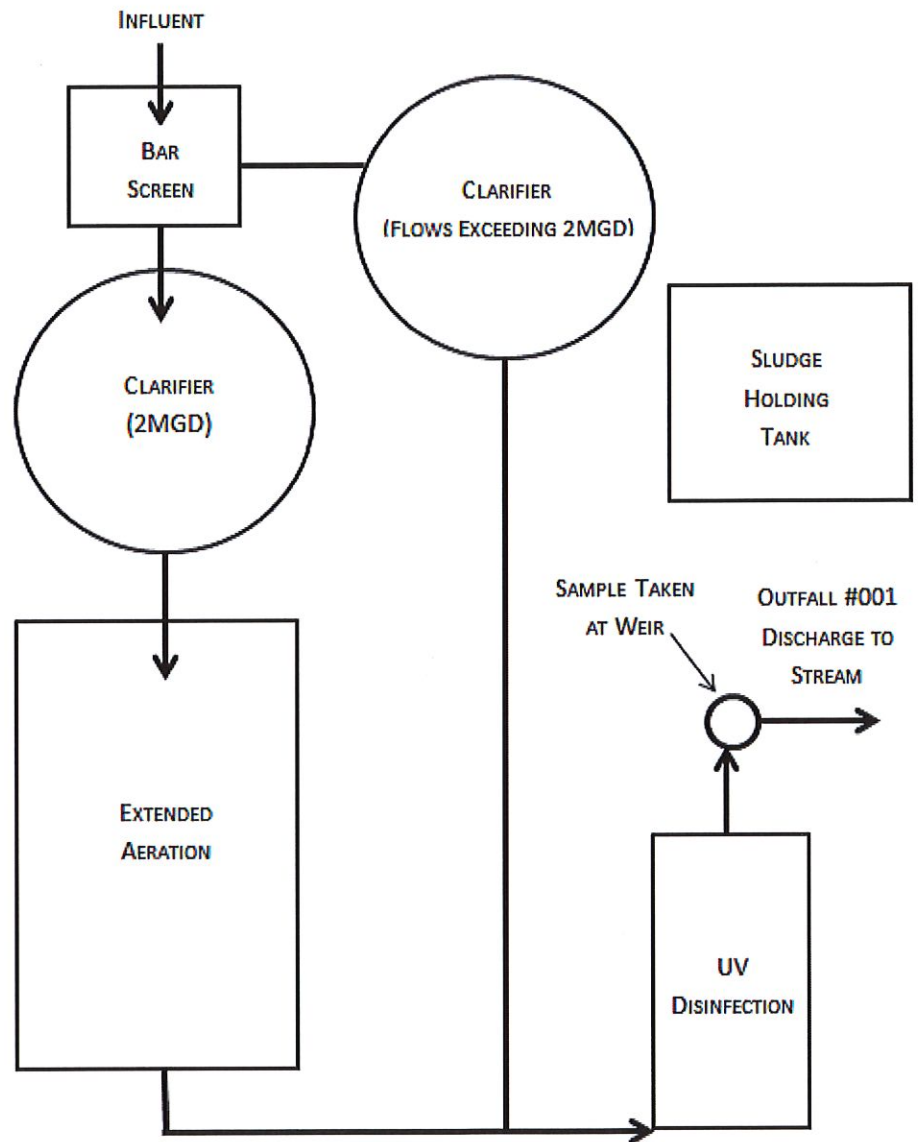 INFLUENT
BAR
SCREEN
CLARIFIER
(FLOWS EXCEEDING 2MGD)
CLARIFIER
(2MGD)
SLUDGE
HOLDING
TANK
SAMPLE TAKEN
AT WEIR
OUTFALL #001
DISCHARGE TO
STREAM
EXTENDED
AERATION
UV
DISINFECTION